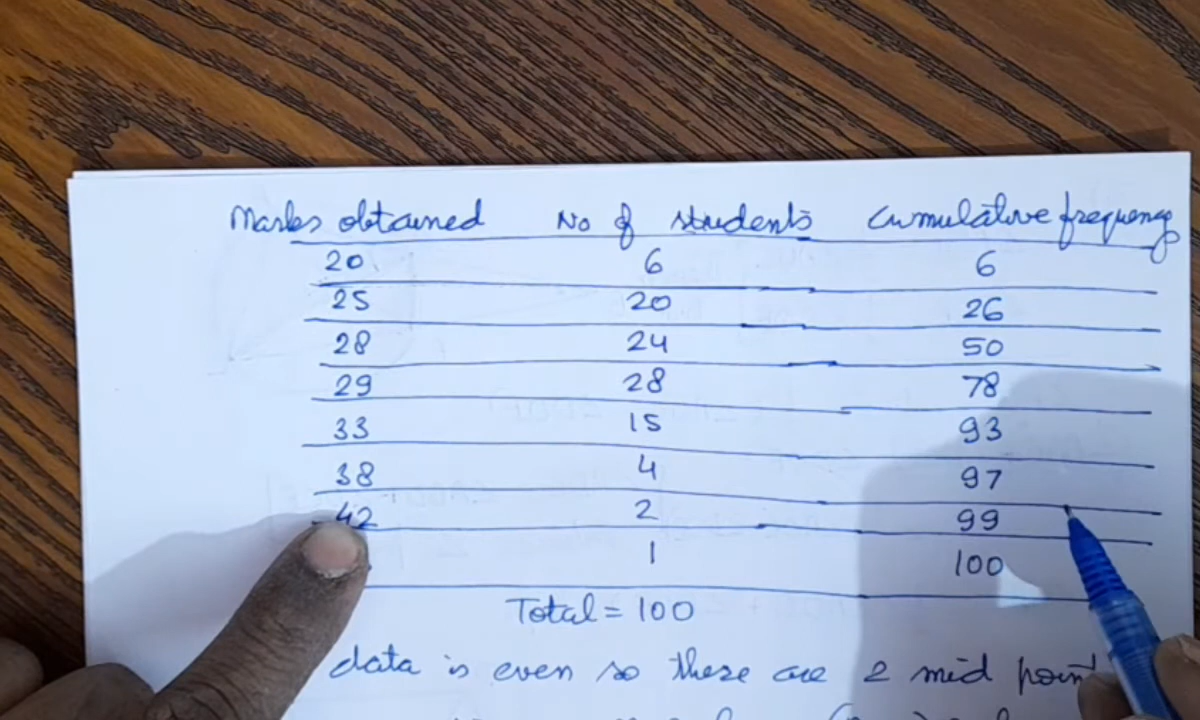 Marks obtained No of students Cumulative frequency
20 6 6
25 20 26
28 24 50
29 28 78
33 15 93
38 4 97
42 2 99
1 100
Total = 100
data is even so there are 2 mid point